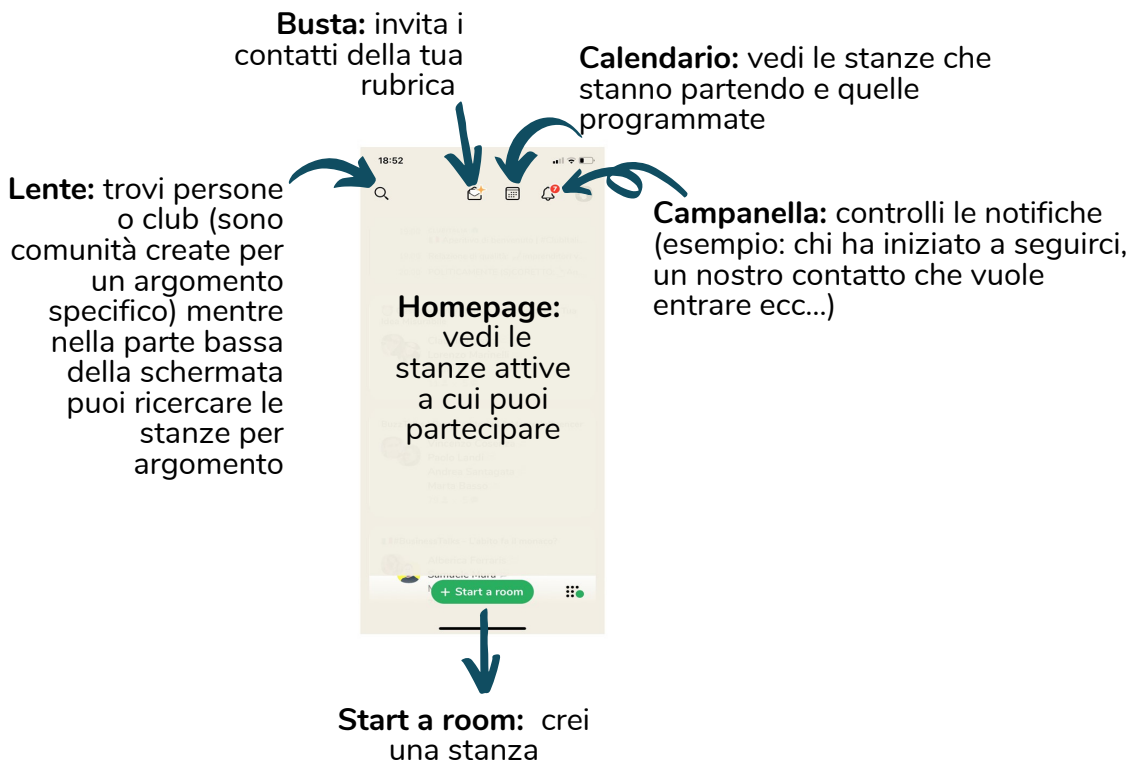 Busta: invita i
contatti della tua
rubrica
Calendario: vedi le stanze che
stanno partendo e quelle
programmate
Lente: trovi persone
o club (sono
comunità create per
un argomento
specifico) mentre
nella parte bassa
della schermata
puoi ricercare le
stanze per
argomento
18:52
7
Campanella: controlli le notifiche
(esempio: chi ha iniziato a seguirci,
un nostro contatto che vuole
entrare ecc...)
Homepage:
vedi le
stanze attive
a cui puoi
partecipare
Samuele Mura
+ Start a room
Start a room: crei
una stanza